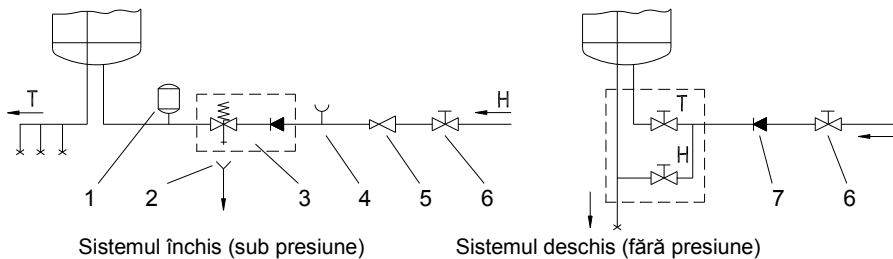 T
H
T
H
1 2 3 4 5 6 7 6
Sistemul închis (sub presiune) Sistemul deschis (fără presiune)